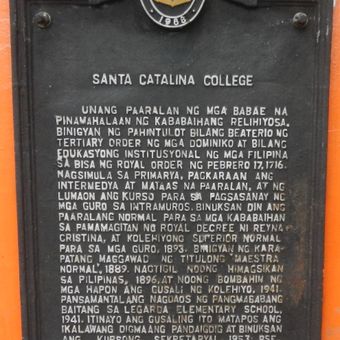 1968
SANTA CATALINA COLLEGE
UNANG PAARALAN NG MGA BABAE NA
PINAMAHALAAN NG KABABAIHANG RELIHIYOSA,
BINIGYAN NG PAHINTULOT BILANG BEATERIO NG
TERTIARY ORDER NG MGA DOMINIKO AT BILANG
EDUKASYONG INSTITUSYONAL NG MGA FILIPINA
SA BISA NG ROYAL ORDER NG PEBRERO 17, 1716.
NAGSIMULA SA PRIMARYA, PAGKARAAN ANG
INTERMEDYA AT MATAAS NA PAARALAN, AT NG
LUMAON ANG KURSO PARA SA PAGSASANAY NG
MGA GURO SA INTRAMUROS. BINUKSAN DIN ANG
PAARALANG NORMAL PARA SA MGA KABABAIHAN
SA PAMAMAGITAN NG ROYAL DECREE NI REYNA
CRISTINA, AT KOLEHIYONG SUPERIOR NORMAL
PARA SA MGA GURO, 1893. BINIGYAN NG KARA-
PATANG MAGGAWAD NG TITULONG "MAESTRA
NORMAL", 1889. NAGTIGIL NOONG HIMAGSIKAN
SA PILIPINAS, 1896, AT NOONG BOMBAHIN NG
MGA HAPON ANG GUSALI NG KOLEHIYO, 1941.
PANSAMANTALANG NAGDAOS NG PANGMABABANG
BAITANG SA LEGARDA ELEMENTARY SCHOOL,
1941. ITINAYO ANG GUSALING ITO MATAPOS ANG
IKALAWANG DIGMAANG PANDAIGDIG AT BINUKSAN
ANG KURSONG SEKRETARYAL 1953, BSE,